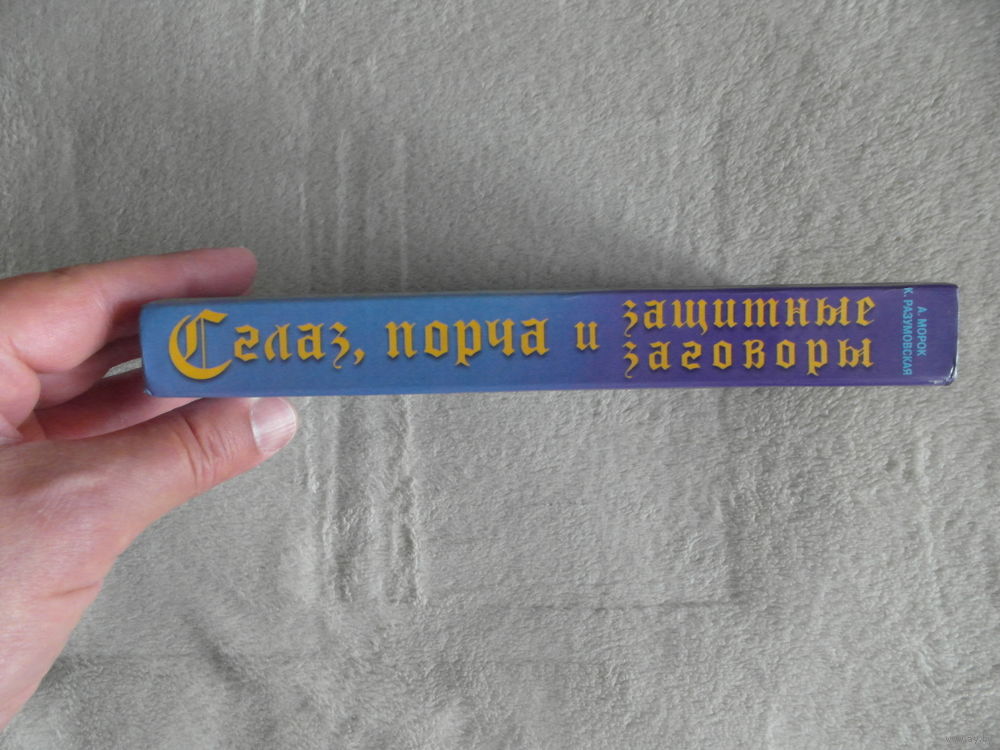 Сглаз, порча и
защитные
заговоры
А. МОРОК
К. РАЗУМОВСКАЯ